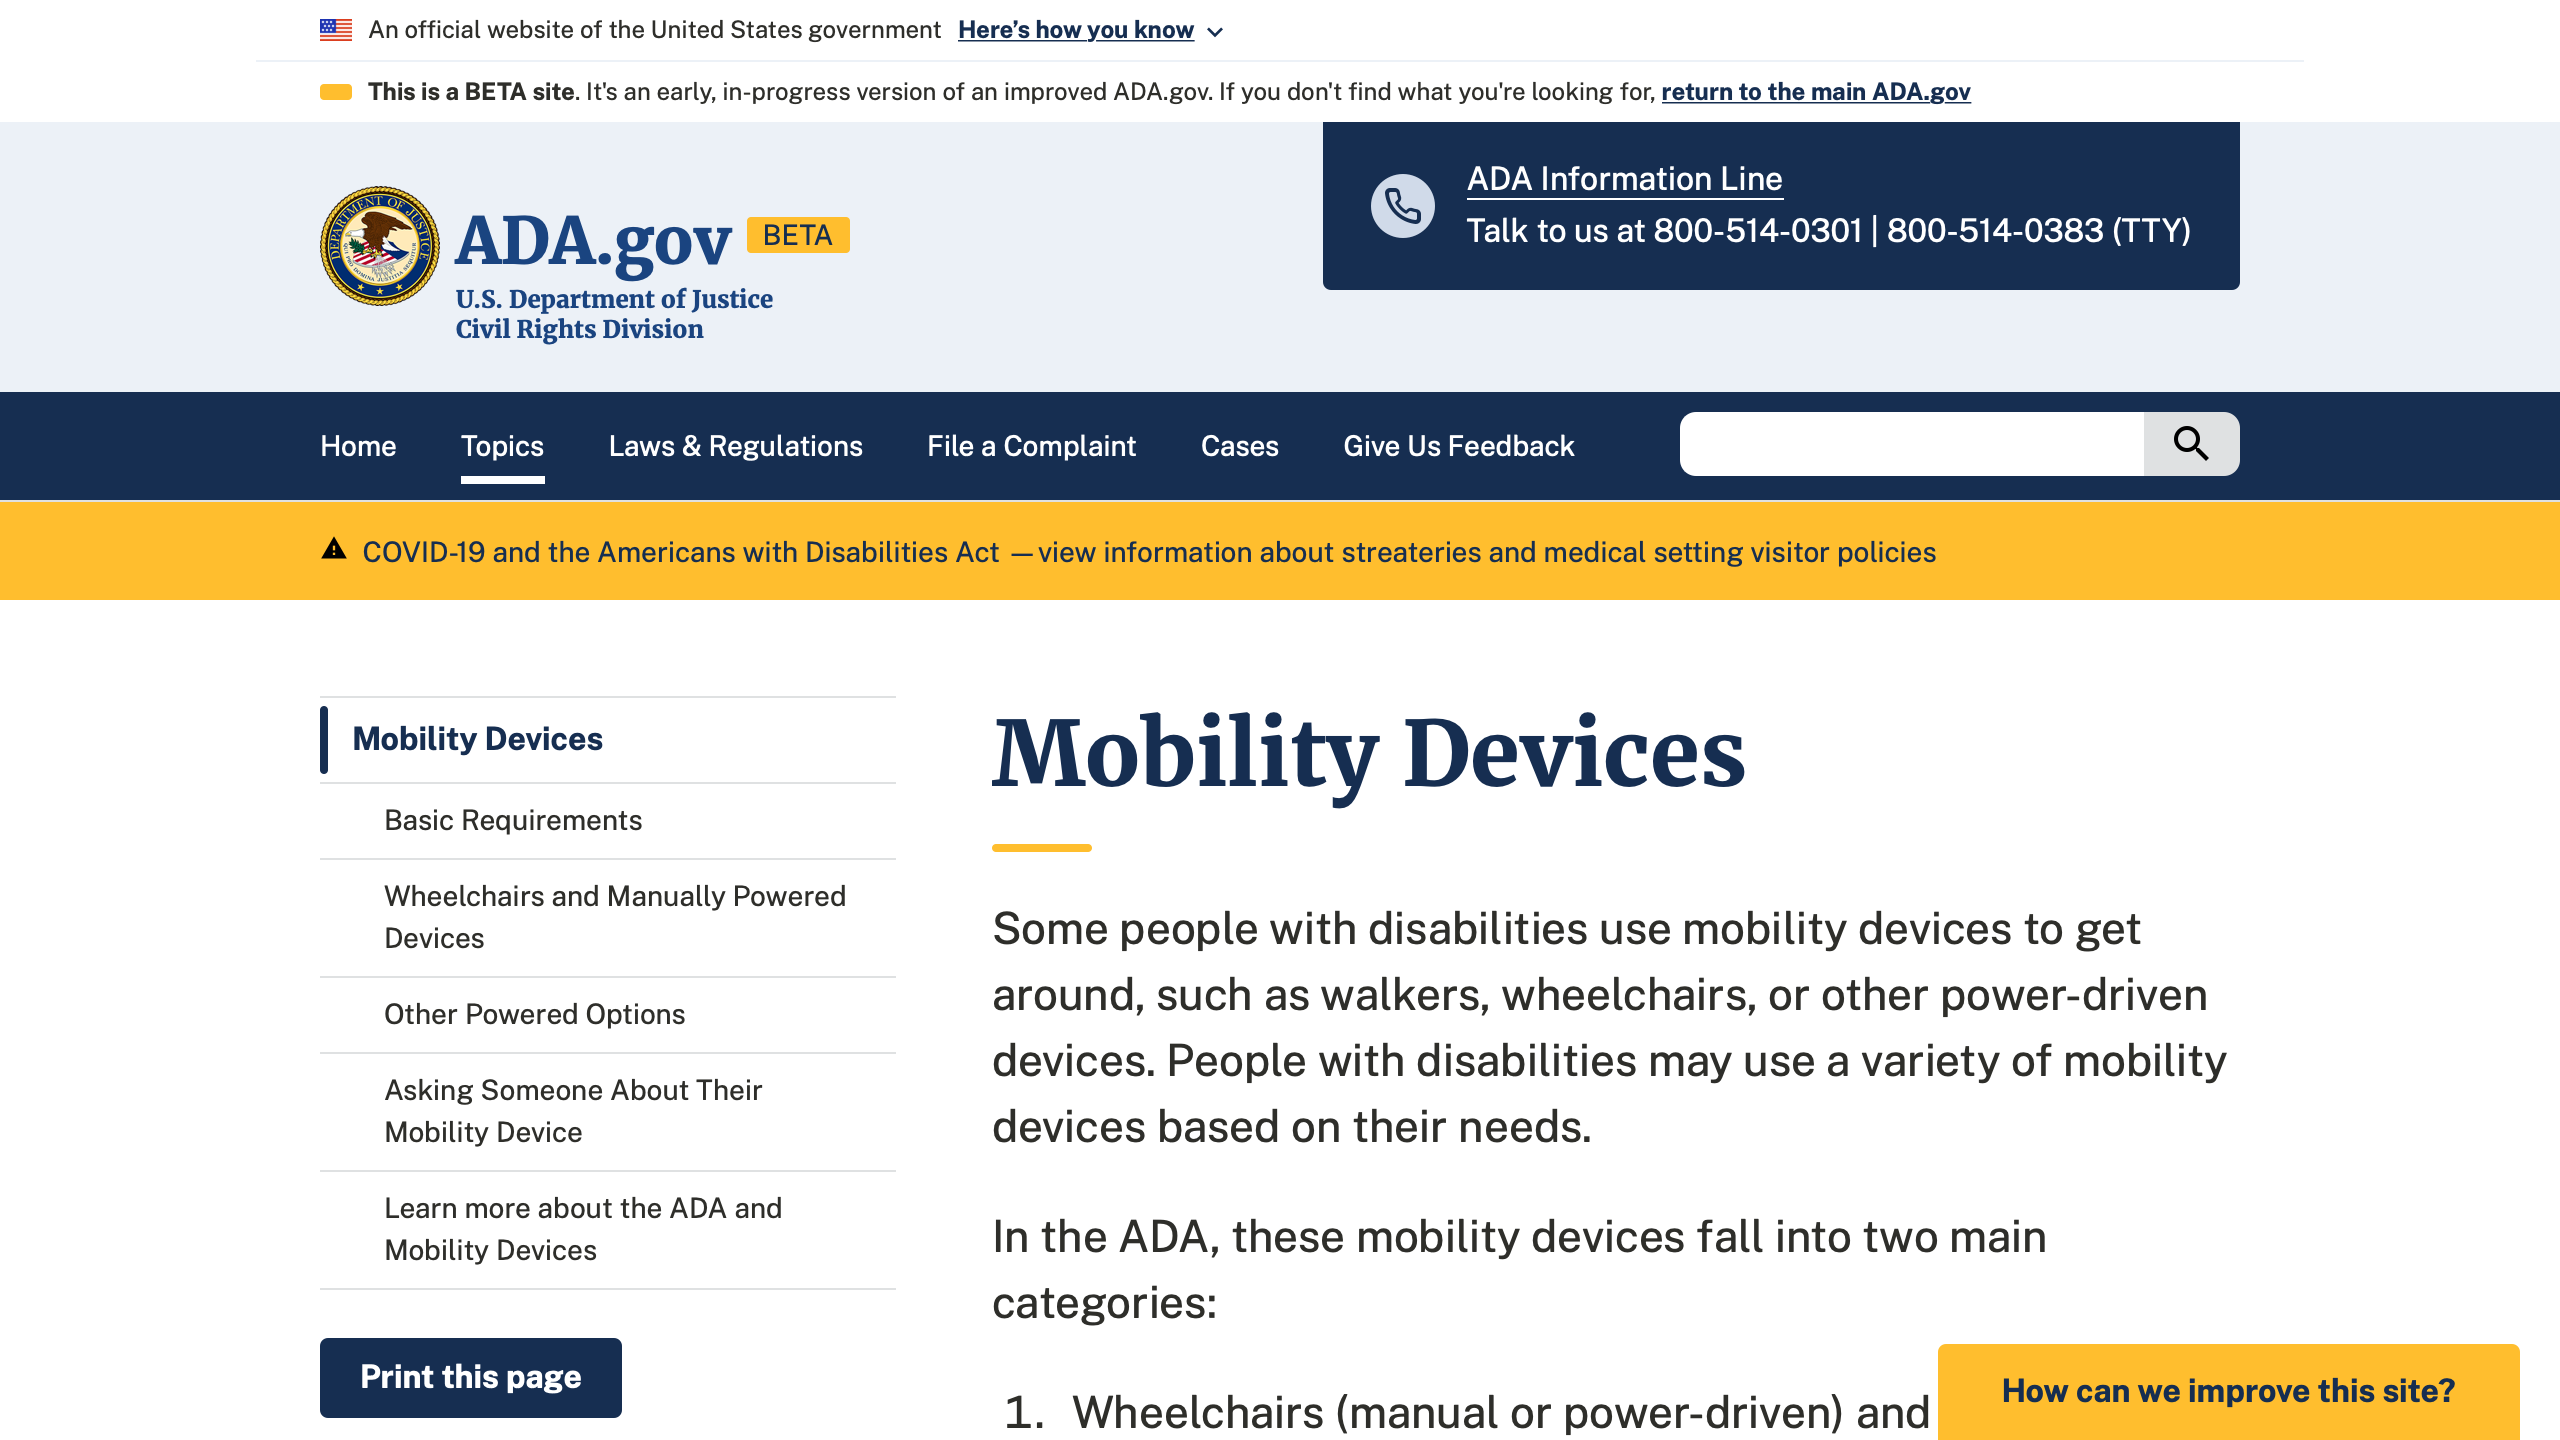 An official website of the United States government Here’s how you know
This is a BETA site. It's an early, in-progress version of an improved ADA.gov. If you don't find what you're looking for, return to the main ADA.gov
ADA.gov BETA
U.S. Department of Justice
Civil Rights Division
ADA Information Line
Talk to us at 800-514-0301 | 800-514-0383 (TTY)
Home Topics Laws & Regulations File a Complaint Cases Give Us Feedback
COVID-19 and the Americans with Disabilities Act — view information about streateries and medical setting visitor policies
Mobility Devices
Basic Requirements
Wheelchairs and Manually Powered
Devices
Other Powered Options
Asking Someone About Their
Mobility Device
Learn more about the ADA and
Mobility Devices
Print this page
Mobility Devices
Some people with disabilities use mobility devices to get
around, such as walkers, wheelchairs, or other power-driven
devices. People with disabilities may use a variety of mobility
devices based on their needs.
In the ADA, these mobility devices fall into two main
categories:
1. Wheelchairs (manual or power-driven) and
How can we improve this site?